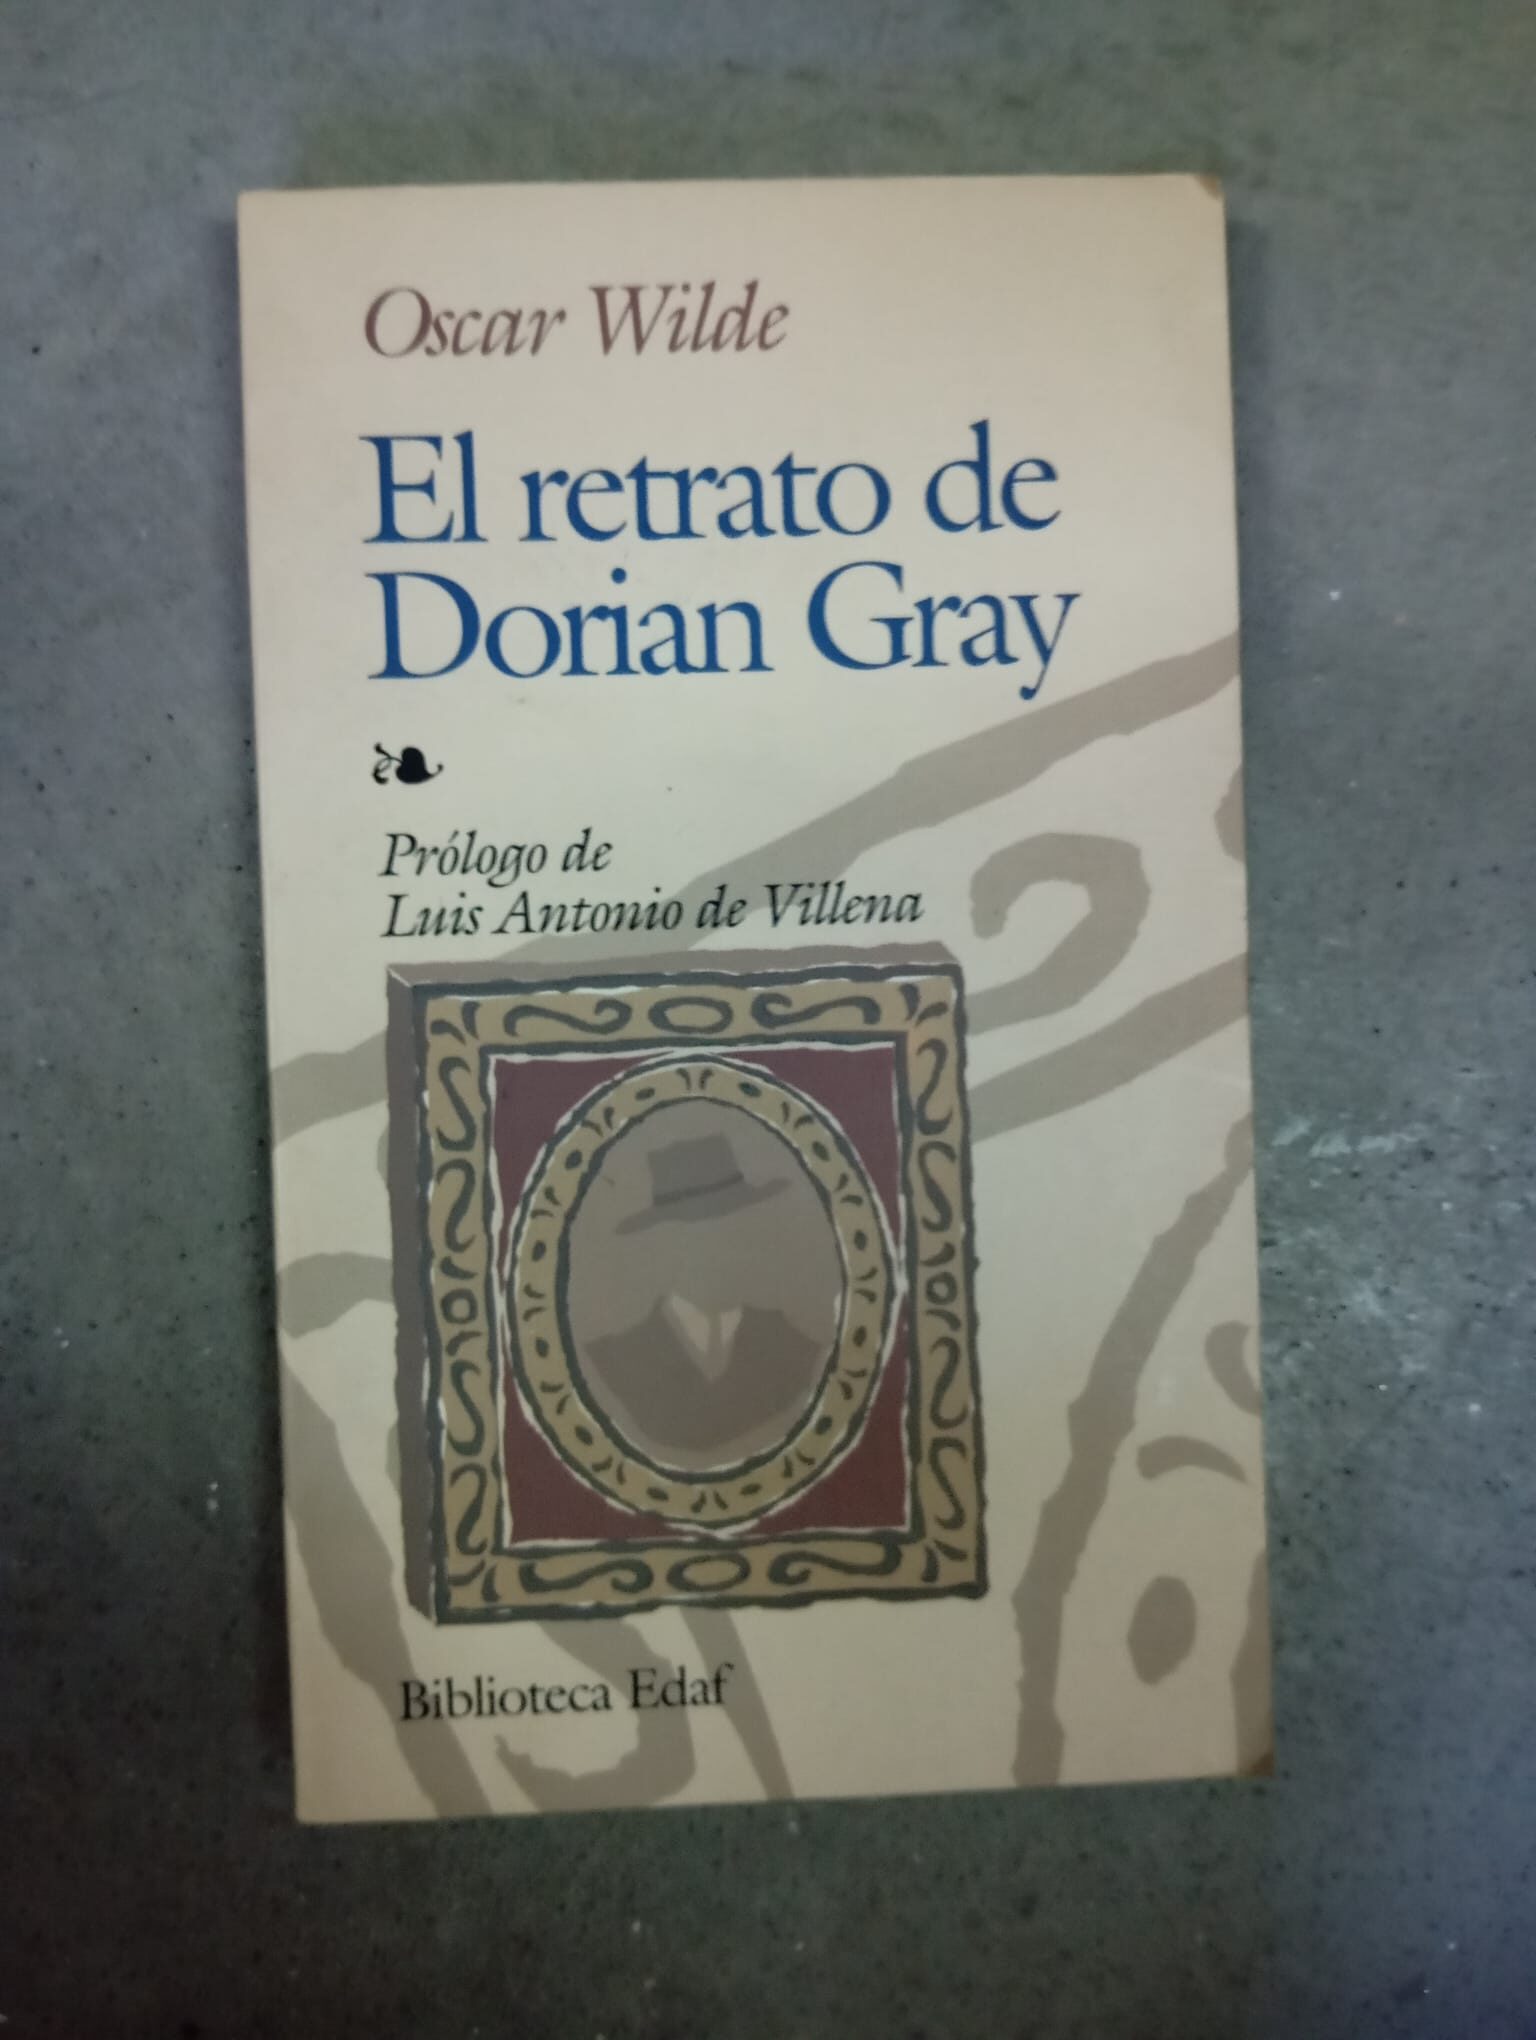 Oscar Wilde
El retrato de
Dorian Gray
Prólogo de
Luis Antonio de Villena
Biblioteca Edaf